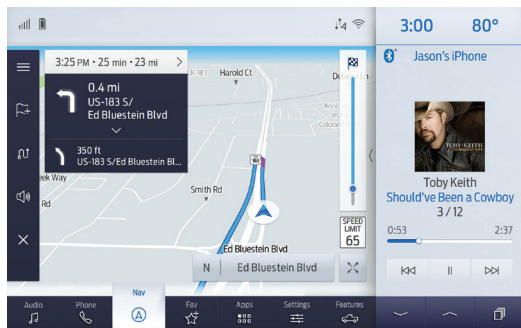 3:00
80°
3:25 PM • 25 min • 23 mi
0.4 mi
US-183 S/
Ed Bluestein Blvd
350 ft
US-183 S/Ed Bluestein Bl...
Harold Ct
Smith Rd
Rd
Ed Bluestein Blvd
N
Ed Bluestein Blvd
SPEED
LIMIT
65
Jason's iPhone
TOBY KEITH
Toby Keith
Should've Been a Cowboy
3 / 12
0:53
2:37
Audio
Phone
Nav
Fav
Apps
Settings
Features